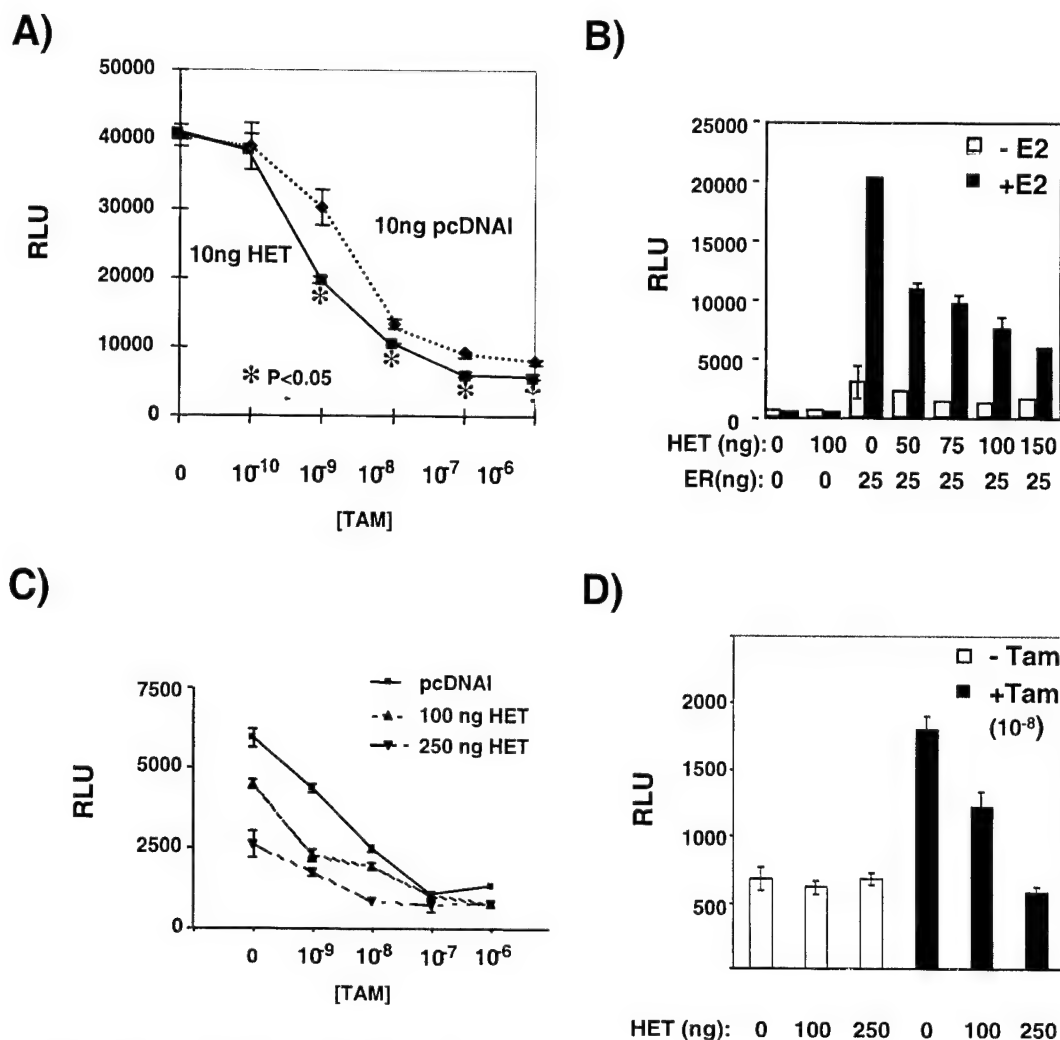 A)
50000
40000
30000
20000
10000
0
RLU
10ng pcDNAI
10ng HET
* P<0.05
* * * *
0 10-10 10-9 10-8 10-7 10-6
[TAM]
B)
25000
20000
15000
10000
5000
0
RLU
- E2
+E2
HET (ng): 0 100 0 50 75 100 150
ER(ng): 0 0 25 25 25 25 25
C)
7500
5000
2500
0
RLU
pcDNAI
100 ng HET
250 ng HET
0 10-9 10-8 10-7 10-6
[TAM]
D)
2000
1500
1000
500
RLU
- Tam
+Tam
(10-8)
HET (ng): 0 100 250 0 100 250